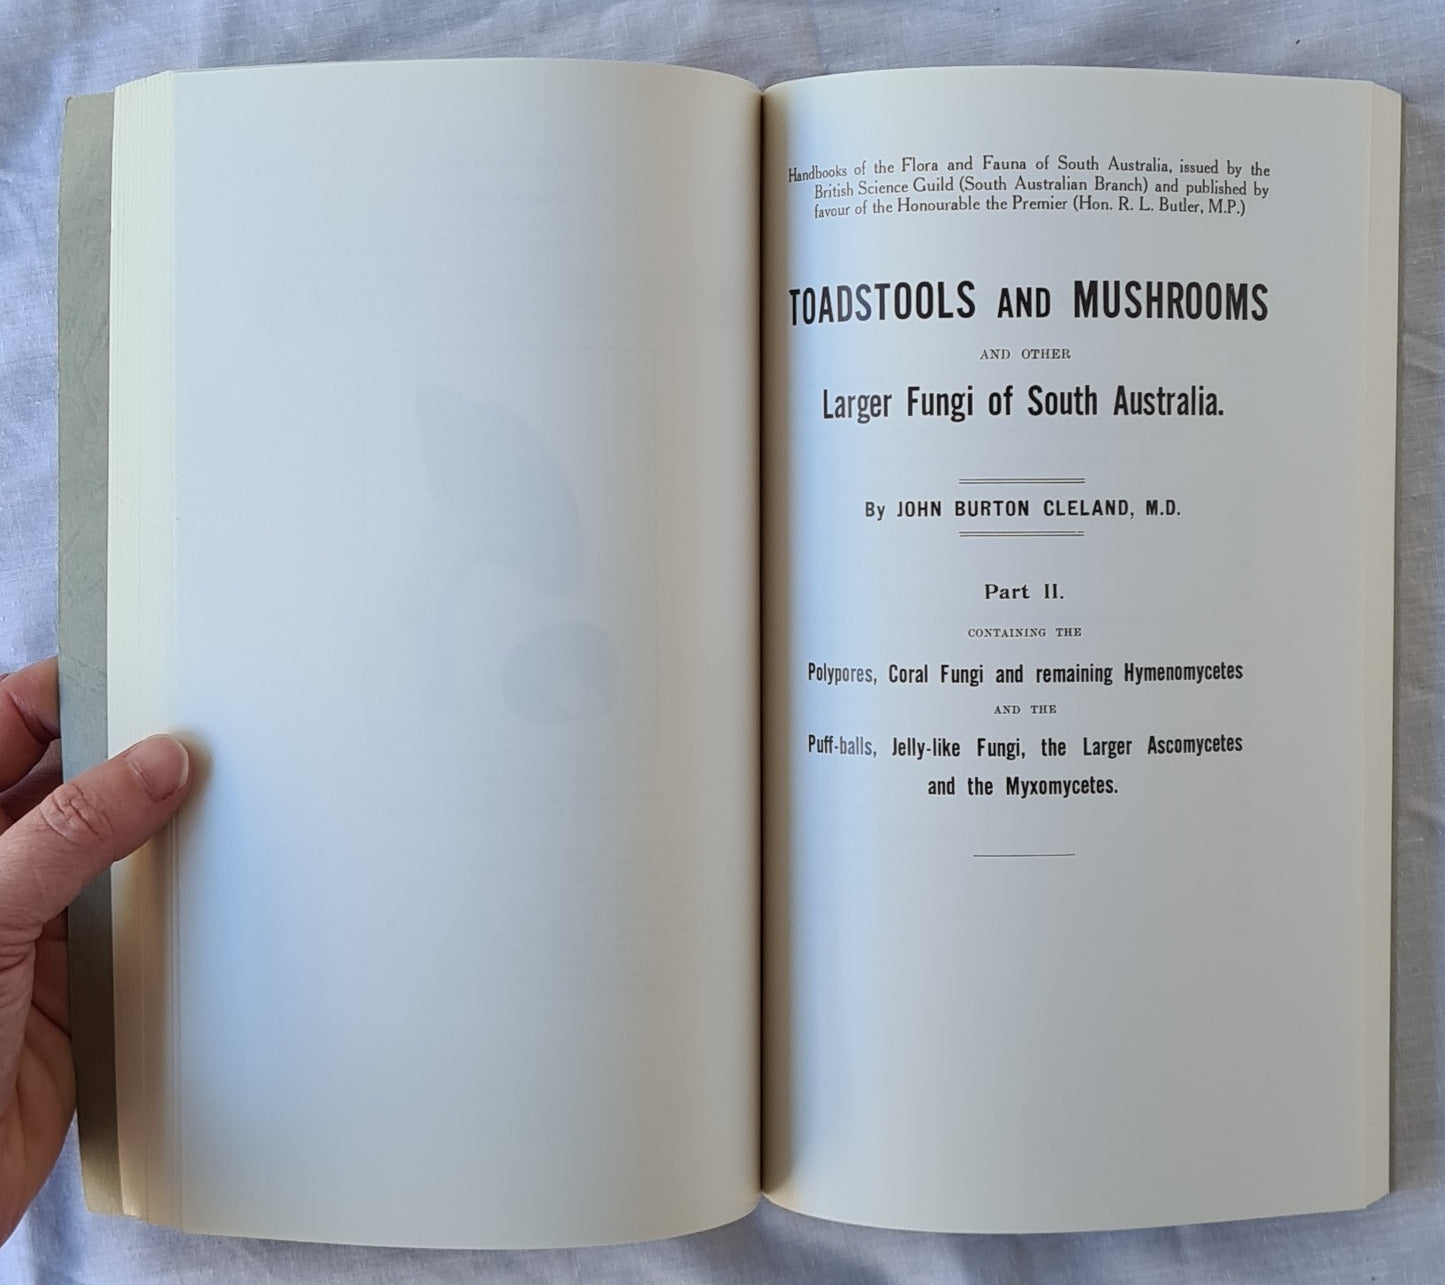 Handbooks of the Flora and Fauna of South Australia, issued by the
British Science Guild (South Australian Branch) and published by
favour of the Honourable the Premier (Hon. R. L. Butler, M.P.)
TOADSTOOLS AND MUSHROOMS
AND OTHER
Larger Fungi of South Australia.
By JOHN BURTON CLELAND, M.D.
Part II.
CONTAINING THE
Polypores, Coral Fungi and remaining Hymenomycetes
AND THE
Puff-balls, Jelly-like Fungi, the Larger Ascomycetes
and the Myxomycetes.